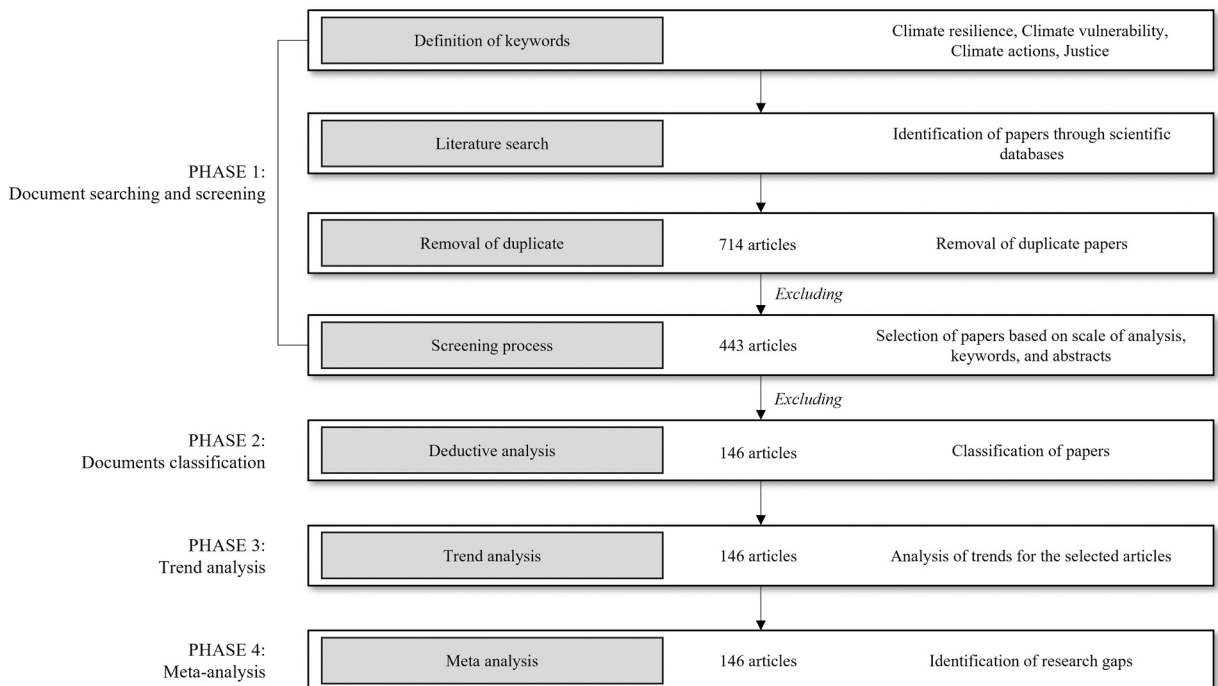 Definition of keywords
Climate resilience, Climate vulnerability,
Climate actions, Justice
PHASE 1:
Document searching and screening
Literature search
Identification of papers through scientific
databases
Removal of duplicate
714 articles
Removal of duplicate papers
Excluding
Screening process
443 articles
Selection of papers based on scale of analysis,
keywords, and abstracts
Excluding
PHASE 2:
Documents classification
Deductive analysis
146 articles
Classification of papers
PHASE 3:
Trend analysis
Trend analysis
146 articles
Analysis of trends for the selected articles
PHASE 4:
Meta-analysis
Meta analysis
146 articles
Identification of research gaps